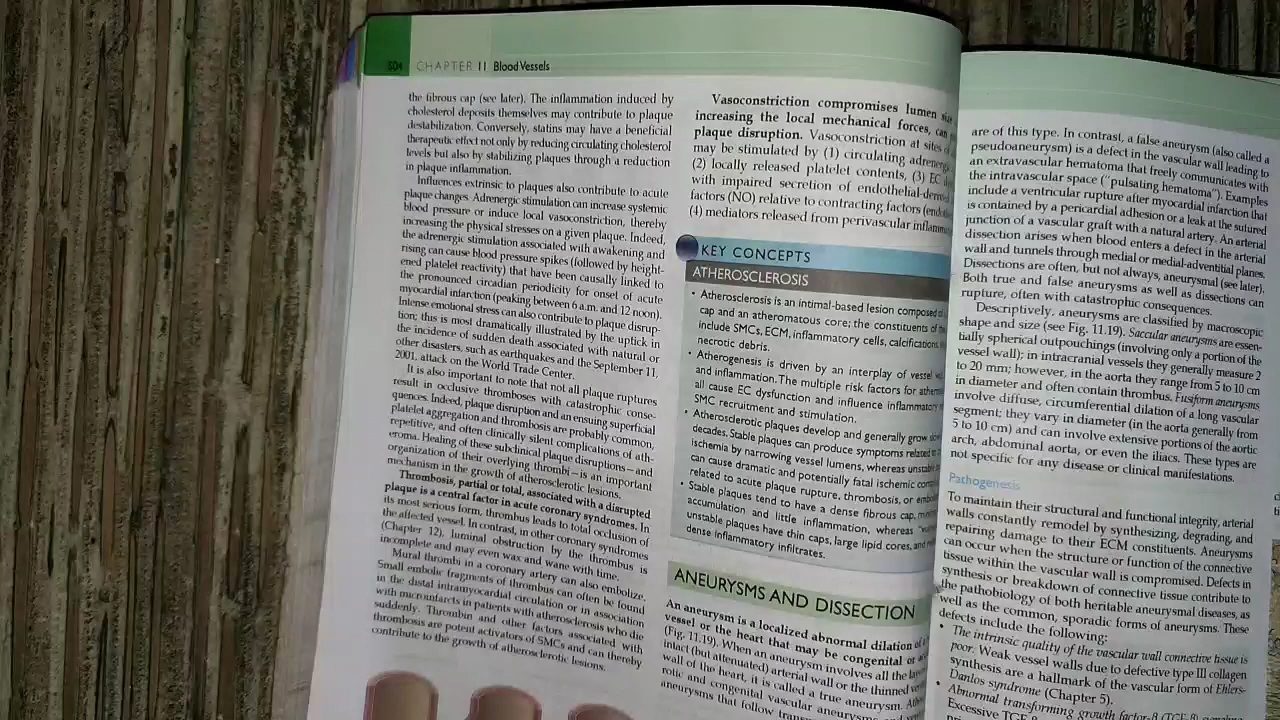 504 CHAPTER 11 Blood Vessels
the fibrous cap (see later). The inflammation induced by
cholesterol deposits themselves may contribute to plaque
destabilization. Conversely, statins may have a beneficial
therapeutic effect not only by reducing circulating cholesterol
levels but also by stabilizing plaques through a reduction
in plaque inflammation.
Influences extrinsic to plaques also contribute to acute
plaque changes. Adrenergic stimulation can increase systemic
blood pressure or induce local vasoconstriction, thereby
increasing the physical stresses on a given plaque. Indeed,
the adrenergic stimulation associated with awakening and
rising can cause blood pressure spikes (followed by height-
ened platelet reactivity) that have been causally linked to
the pronounced circadian periodicity for onset of acute
myocardial infarction (peaking between 6 a.m. and 12 noon).
Intense emotional stress can also contribute to plaque disrup-
tion; this is most dramatically illustrated by the uptick in
the incidence of sudden death associated with natural or
other disasters, such as earthquakes and the September 11,
2001, attack on the World Trade Center.
It is also important to note that not all plaque ruptures
result in occlusive thromboses with catastrophic conse-
quences. Indeed, plaque disruption and an ensuing superficial
platelet aggregation and thrombosis are probably common,
repetitive, and often clinically silent complications of ath-
eroma. Healing of these subclinical plaque disruptions—and
organization of their overlying thrombi—is an important
mechanism in the growth of atherosclerotic lesions.
Thrombosis, partial or total, associated with a disrupted
plaque is a central factor in acute coronary syndromes. In
its most serious form, thrombus leads to total occlusion of
the affected vessel. In contrast, in other coronary syndromes
(Chapter 12), luminal obstruction by the thrombus is
incomplete and may even wax and wane with time.
Mural thrombi in a coronary artery can also embolize.
Small embolic fragments of thrombus can often be found
in the distal intramyocardial circulation or in association
with microinfarcts in patients with atherosclerosis who die
suddenly. Thrombin and other factors associated with
thrombosis are potent activators of SMCs and can thereby
contribute to the growth of atherosclerotic lesions.
Vasoconstriction compromises lumen
increasing the local mechanical forces, can
plaque disruption. Vasoconstriction at sites
may be stimulated by (1) circulating
(2) locally released platelet contents, (3) EC
with impaired secretion of
factors (NO) relative to contracting factors
(4) mediators released from perivascular
KEY CONCEPTS
ATHEROSCLEROSIS
• Atherosclerosis is an intimal-based lesion composed
cap and an atheromatous core; the constituents of
include SMCs, ECM, inflammatory cells, calcifications,
necrotic debris.
• Atherogenesis is driven by an interplay of vessel
and inflammation. The multiple risk factors for
all cause EC dysfunction and influence inflammatory
SMC recruitment and stimulation.
• Atherosclerotic plaques develop and generally grow
decades. Stable plaques can produce symptoms related
ischemia by narrowing vessel lumens, whereas
can cause dramatic and potentially fatal ischemic
related to acute plaque rupture, thrombosis, or
• Stable plaques tend to have a dense fibrous cap,
accumulation and little inflammation, whereas
unstable plaques have thin caps, large lipid cores, and
dense inflammatory infiltrates.
ANEURYSMS AND DISSECTION
An aneurysm is a localized abnormal dilation of
vessel or the heart that may be congenital or
(Fig. 11.19). When an aneurysm involves all the
intact (but attenuated) arterial wall or the thinned
wall of the heart, it is called a true aneurysm.
rotic and congenital vascular aneurysms
aneurysms that follow
are of this type. In contrast, a false aneurysm (also called a
pseudoaneurysm) is a defect in the vascular wall leading to
an extravascular hematoma that freely communicates with
the intravascular space ("pulsating hematoma"). Examples
include a ventricular rupture after myocardial infarction that
is contained by a pericardial adhesion or a leak at the sutured
junction of a vascular graft with a natural artery. An arterial
dissection arises when blood enters a defect in the arterial
wall and tunnels through medial or medial-adventitial planes.
Dissections are often, but not always, aneurysmal (see later).
Both true and false aneurysms as well as dissections can
rupture, often with catastrophic consequences.
Descriptively, aneurysms are classified by macroscopic
shape and size (see Fig. 11.19). Saccular aneurysms are essen-
tially spherical outpouchings (involving only a portion of the
vessel wall); in intracranial vessels they generally measure 2
to 20 mm; however, in the aorta they range from 5 to 10 cm
in diameter and often contain thrombus. Fusiform aneurysms
involve diffuse, circumferential dilation of a long vascular
segment; they vary in diameter (in the aorta generally from
5 to 10 cm) and can involve extensive portions of the aortic
arch, abdominal aorta, or even the iliacs. These types are
not specific for any disease or clinical manifestations.
Pathogenesis
To maintain their structural and functional integrity, arterial
walls constantly remodel by synthesizing, degrading, and
repairing damage to their ECM constituents. Aneurysms
can occur when the structure or function of the connective
tissue within the vascular wall is compromised. Defects in
synthesis or breakdown of connective tissue contribute to
the pathobiology of both heritable aneurysmal diseases, as
well as the common, sporadic forms of aneurysms. These
defects include the following:
• The intrinsic quality of the vascular wall connective tissue is
poor. Weak vessel walls due to defective type III collagen
synthesis are a hallmark of the vascular form of Ehlers-
Danlos syndrome (Chapter 5).
• Abnormal transforming growth factor-β (TGF-β)
Excessive